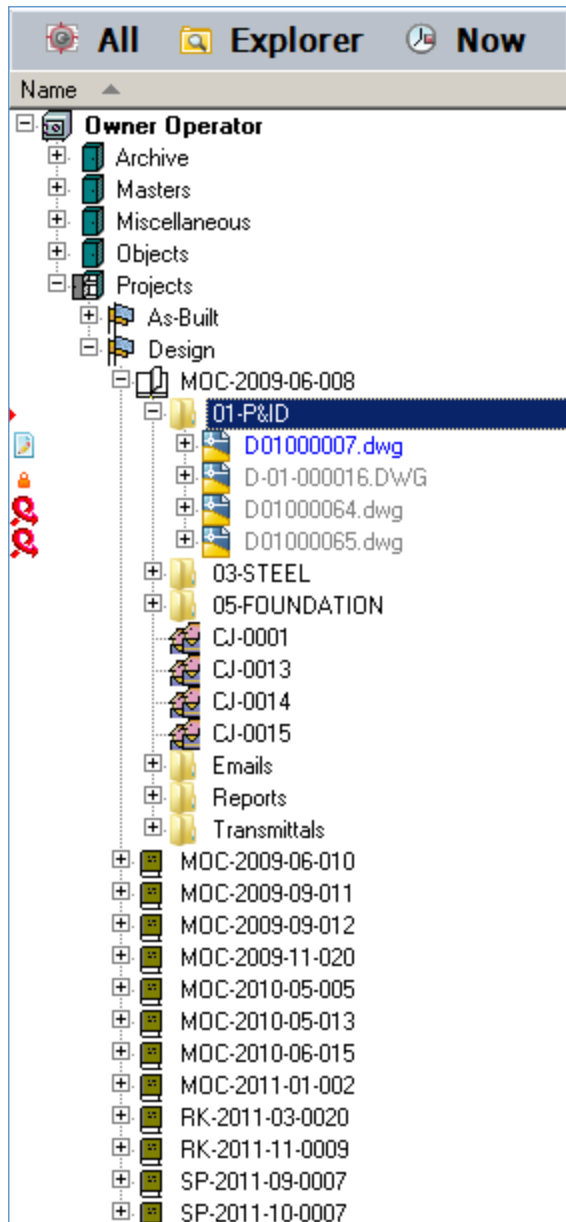 All Explorer Now
Name
Owner Operator
Archive
Masters
Miscellaneous
Objects
Projects
As-Built
Design
MOC-2009-06-008
01-P&ID
D01000007.dwg
D-01-000016.DWG
D01000064.dwg
D01000065.dwg
03-STEEL
05-FOUNDATION
CJ-0001
CJ-0013
CJ-0014
CJ-0015
Emails
Reports
Transmittals
MOC-2009-06-010
MOC-2009-09-011
MOC-2009-09-012
MOC-2009-11-020
MOC-2010-05-005
MOC-2010-05-013
MOC-2010-06-015
MOC-2011-01-002
RK-2011-03-0020
RK-2011-11-0009
SP-2011-09-0007
SP-2011-10-0007